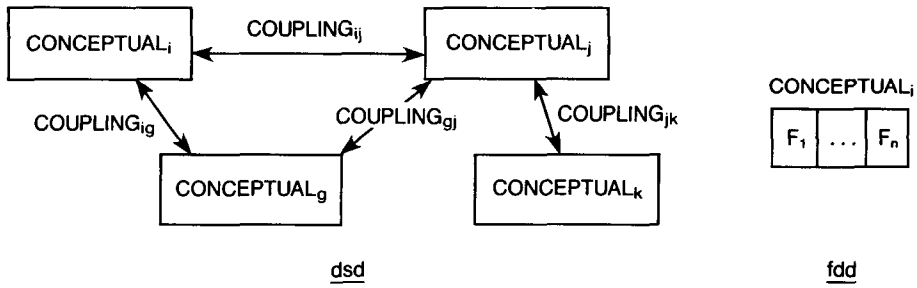 COUPLINGij
CONCEPTUALi
CONCEPTUALj
CONCEPTUALi
COUPLINGig
COUPLINGgj
COUPLINGjk
F1 ... Fn
CONCEPTUALg
CONCEPTUALk
dsd
fdd